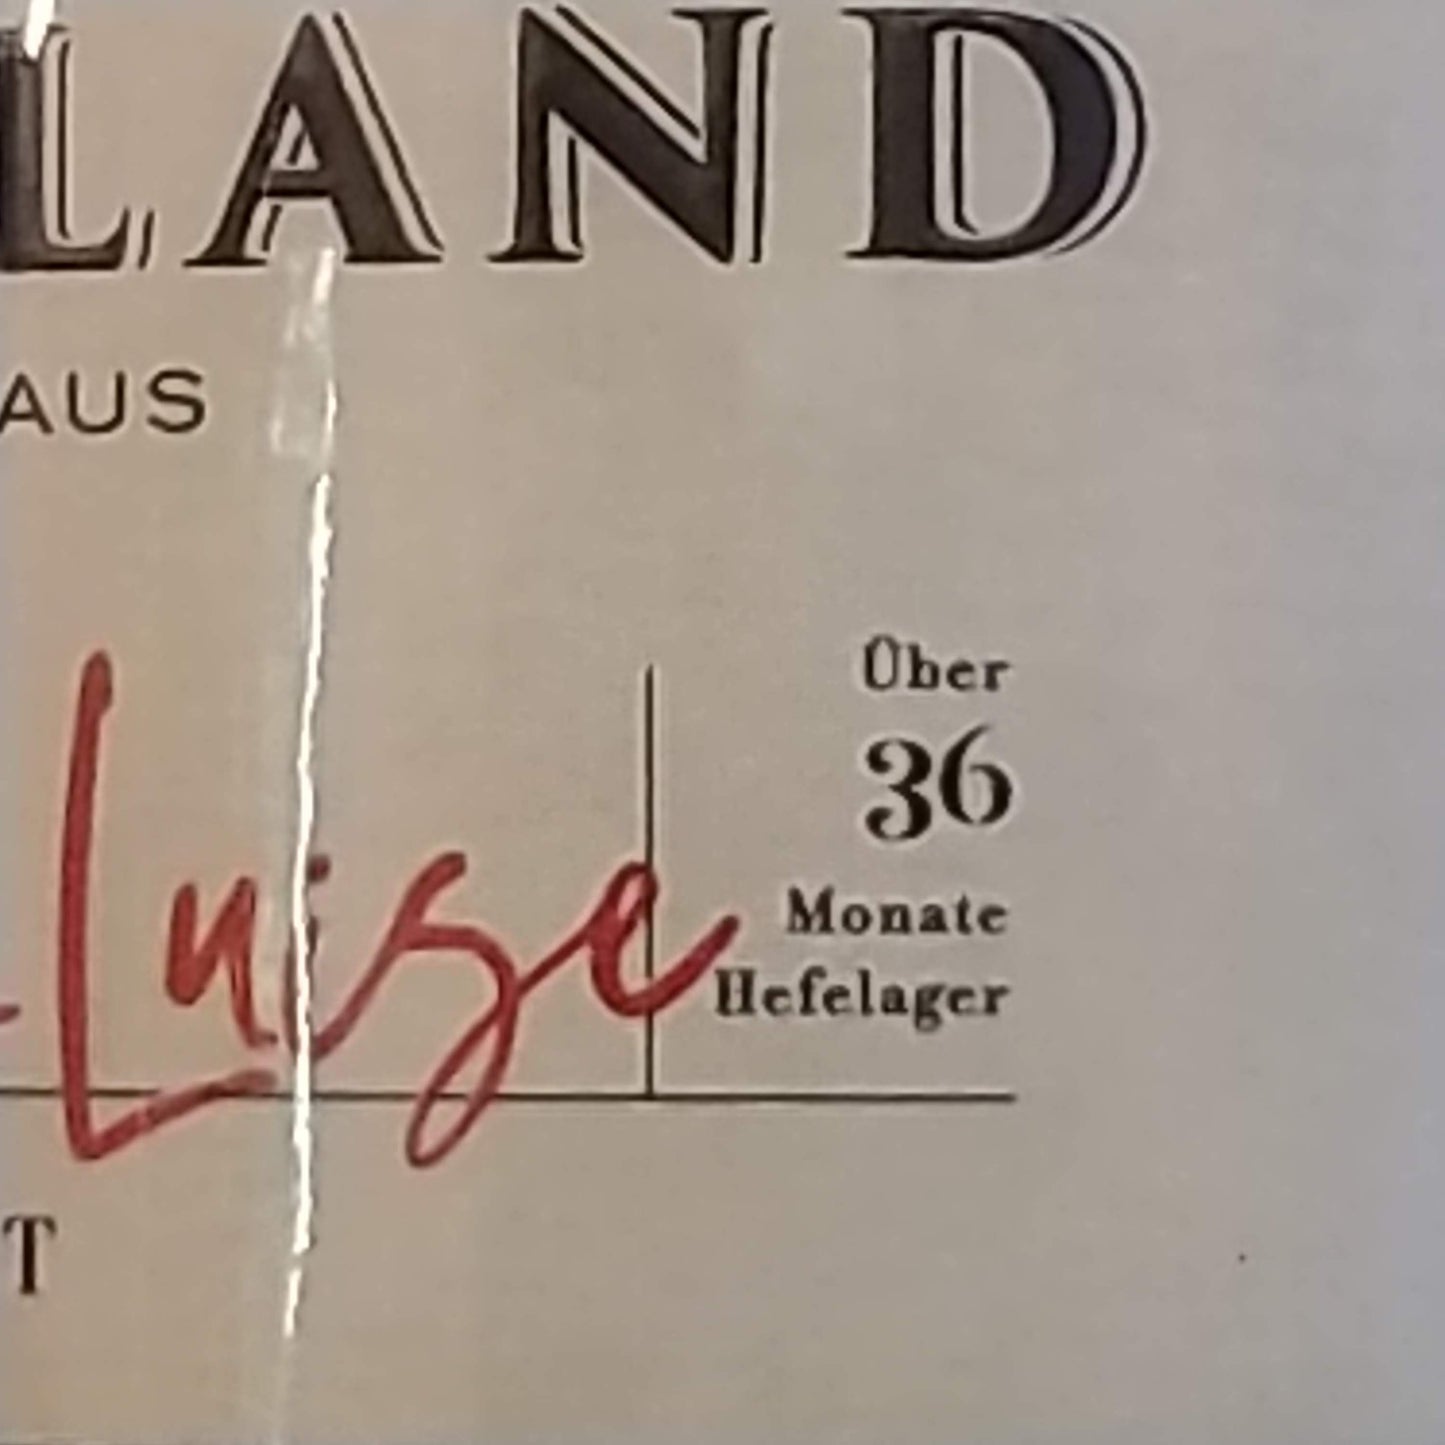 LAND
AUS
Über
36
Monate
Luise
Hefelager
T